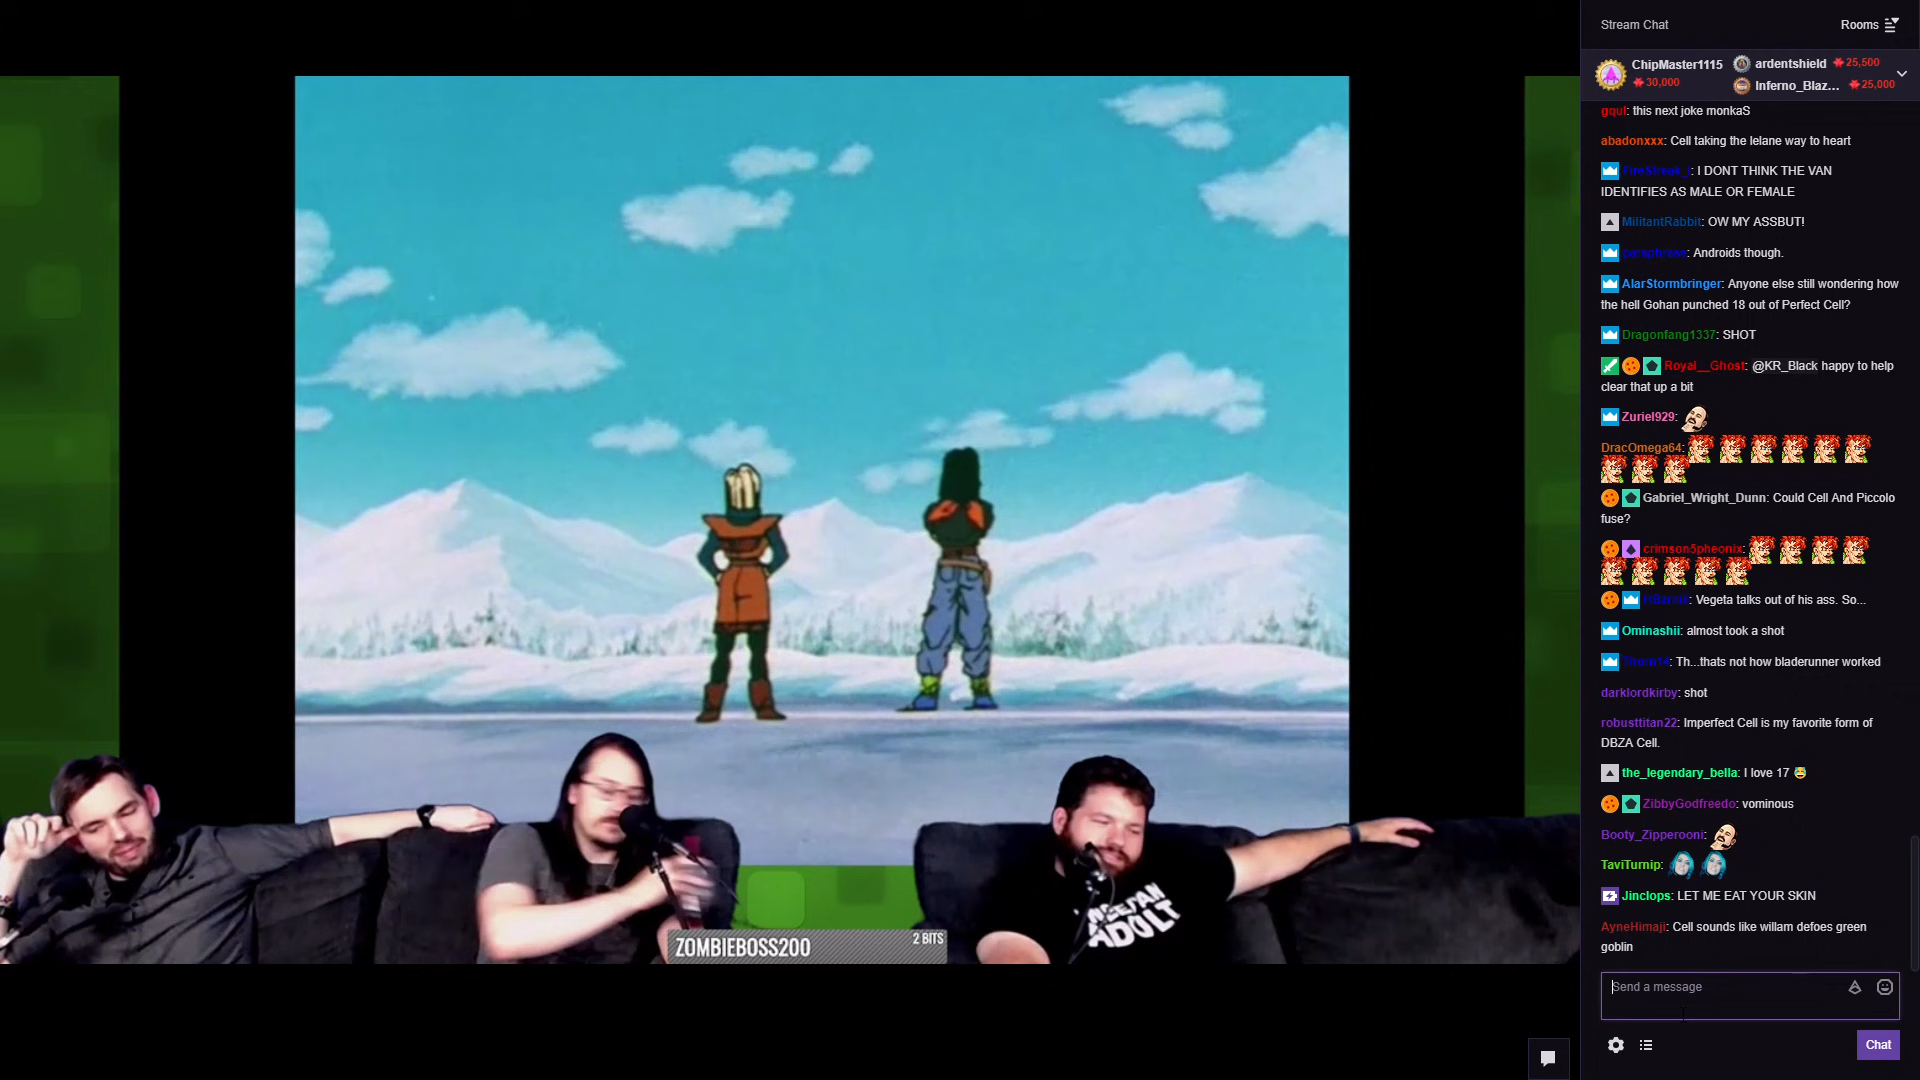 Stream Chat
Rooms
ChipMaster1115
30,000
ardentshield 25,500
Inferno_Blaz... 25,000
gqul: this next joke monkaS
abadonxxx: Cell taking the lelane way to heart
FireStreak_: I DONT THINK THE VAN
IDENTIFIES AS MALE OR FEMALE
MilitantRabbit: OW MY ASSBUT!
: Androids though.
AlarStormbringer: Anyone else still wondering how
the hell Gohan punched 18 out of Perfect Cell?
Dragonfang1337: SHOT
Royal__Ghost: @KR_Black happy to help
clear that up a bit
Zuriel929:
DracOmega64:
Gabriel_Wright_Dunn: Could Cell And Piccolo
fuse?
crimson5pheonix:
: Vegeta talks out of his ass. So...
Ominashii: almost took a shot
: Th...thats not how bladerunner worked
darklordkirby: shot
robusttitan22: Imperfect Cell is my favorite form of
DBZA Cell.
the_legendary_bella: I love 17
ZibbyGodfreedo: vominous
Booty_Zipperooni:
TaviTurnip:
Jinclops: LET ME EAT YOUR SKIN
AyneHimaji: Cell sounds like willam defoes green
goblin
Send a message
Chat
ZOMBIEBOSS200
2 BITS